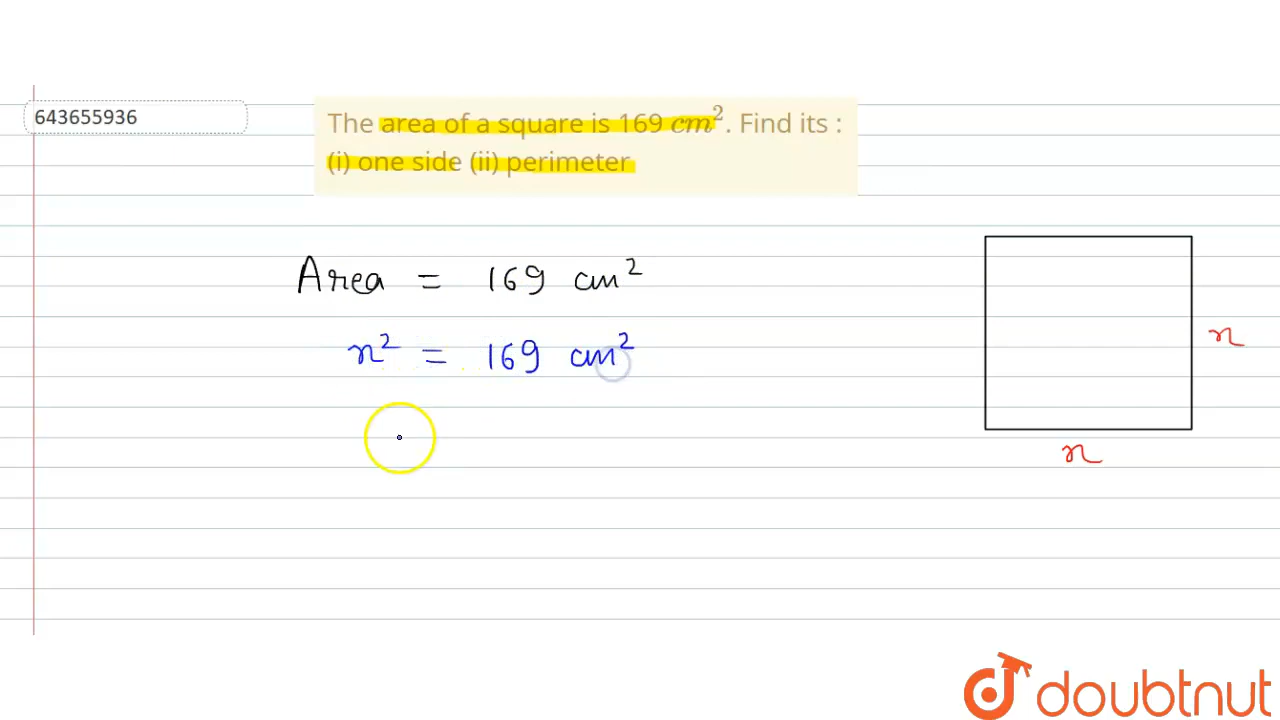 643655936
The area of a square is 169 cm². Find its :
(i) one side (ii) perimeter
Area = 169 cm²
x² = 169 cm²
x
x
doubtnut